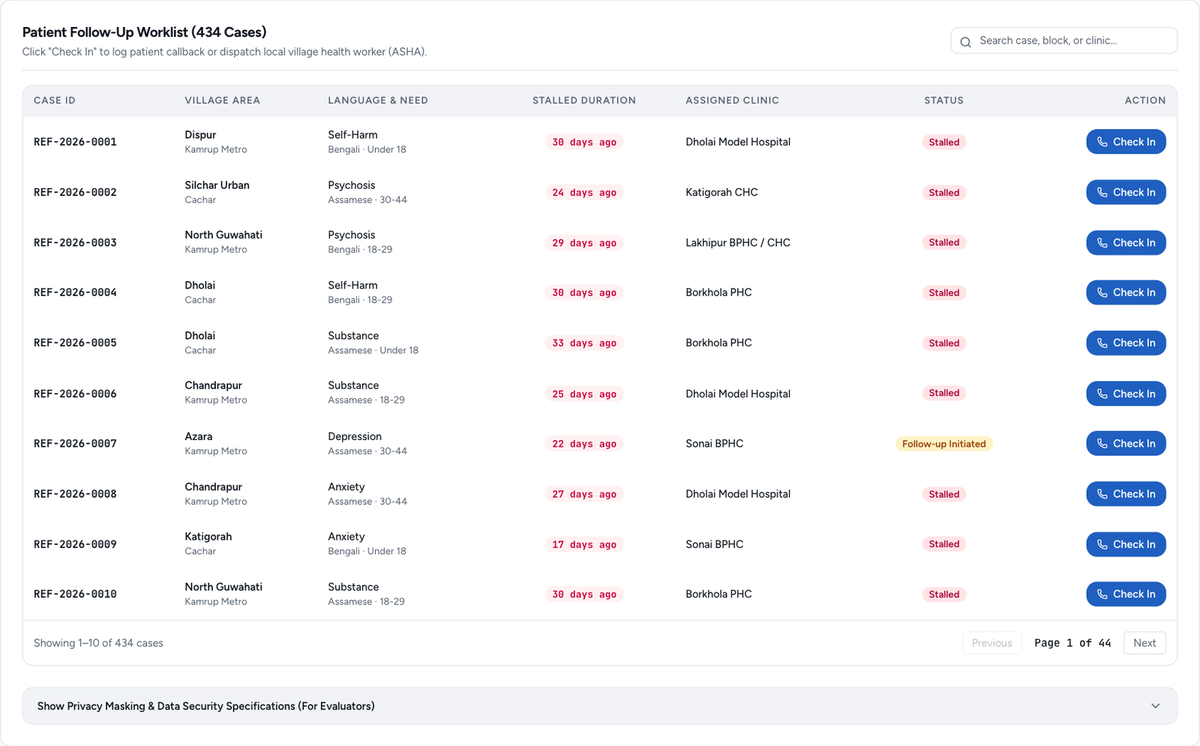 Patient Follow-Up Worklist (434 Cases)
Click "Check In" to log patient callback or dispatch local village health worker (ASHA).
Search case, block, or clinic...
CASE ID VILLAGE AREA LANGUAGE & NEED STALLED DURATION ASSIGNED CLINIC STATUS ACTION
REF-2026-0001 Dispur Self-Harm 30 days ago Dholai Model Hospital Stalled Check In
Kamrup Metro Bengali · Under 18
REF-2026-0002 Silchar Urban Psychosis 24 days ago Katigorah CHC Stalled Check In
Cachar Assamese · 30-44
REF-2026-0003 North Guwahati Psychosis 29 days ago Lakhipur BPHC / CHC Stalled Check In
Kamrup Metro Bengali · 18-29
REF-2026-0004 Dholai Self-Harm 30 days ago Borkhola PHC Stalled Check In
Cachar Bengali · 18-29
REF-2026-0005 Dholai Substance 33 days ago Borkhola PHC Stalled Check In
Cachar Assamese · Under 18
REF-2026-0006 Chandrapur Substance 25 days ago Dholai Model Hospital Stalled Check In
Kamrup Metro Assamese · 18-29
REF-2026-0007 Azara Depression 22 days ago Sonai BPHC Follow-up Initiated Check In
Kamrup Metro Assamese · 30-44
REF-2026-0008 Chandrapur Anxiety 27 days ago Dholai Model Hospital Stalled Check In
Kamrup Metro Assamese · 30-44
REF-2026-0009 Katigorah Anxiety 17 days ago Sonai BPHC Stalled Check In
Cachar Bengali · Under 18
REF-2026-0010 North Guwahati Substance 30 days ago Borkhola PHC Stalled Check In
Kamrup Metro Assamese · 18-29
Showing 1–10 of 434 cases Previous Page 1 of 44 Next
Show Privacy Masking & Data Security Specifications (For Evaluators)